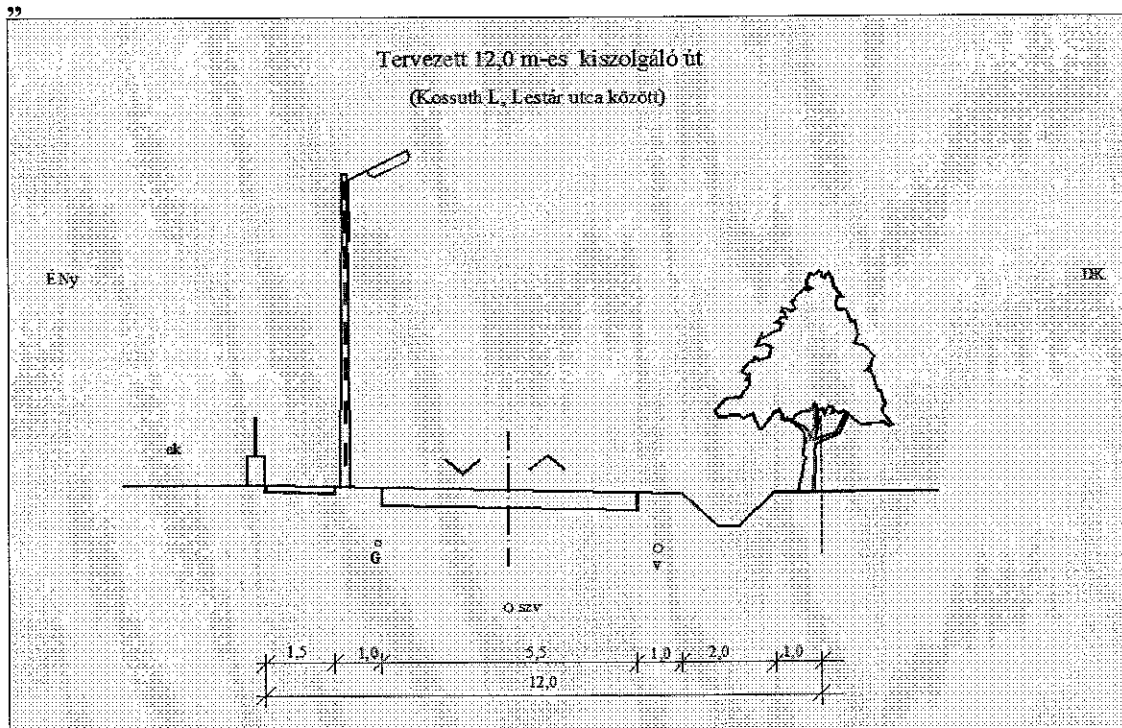 ”
Tervezett 12,0 m-es kiszolgáló út
(Kossuth L, Lestár utca között)
ÉNy
DK
ek
G
v
szv
1,5 1,0 5,5 1,0 2,0 1,0
12,0